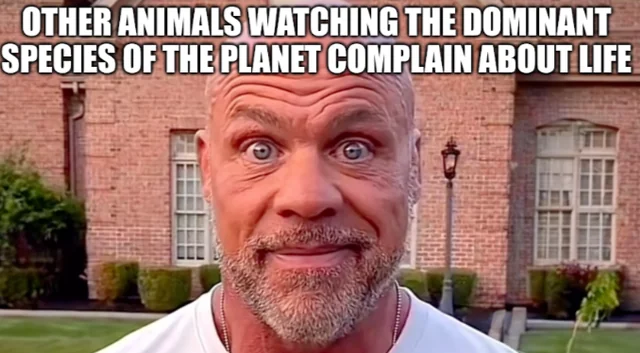 OTHER ANIMALS WATCHING THE DOMINANT
SPECIES OF THE PLANET COMPLAIN ABOUT LIFE